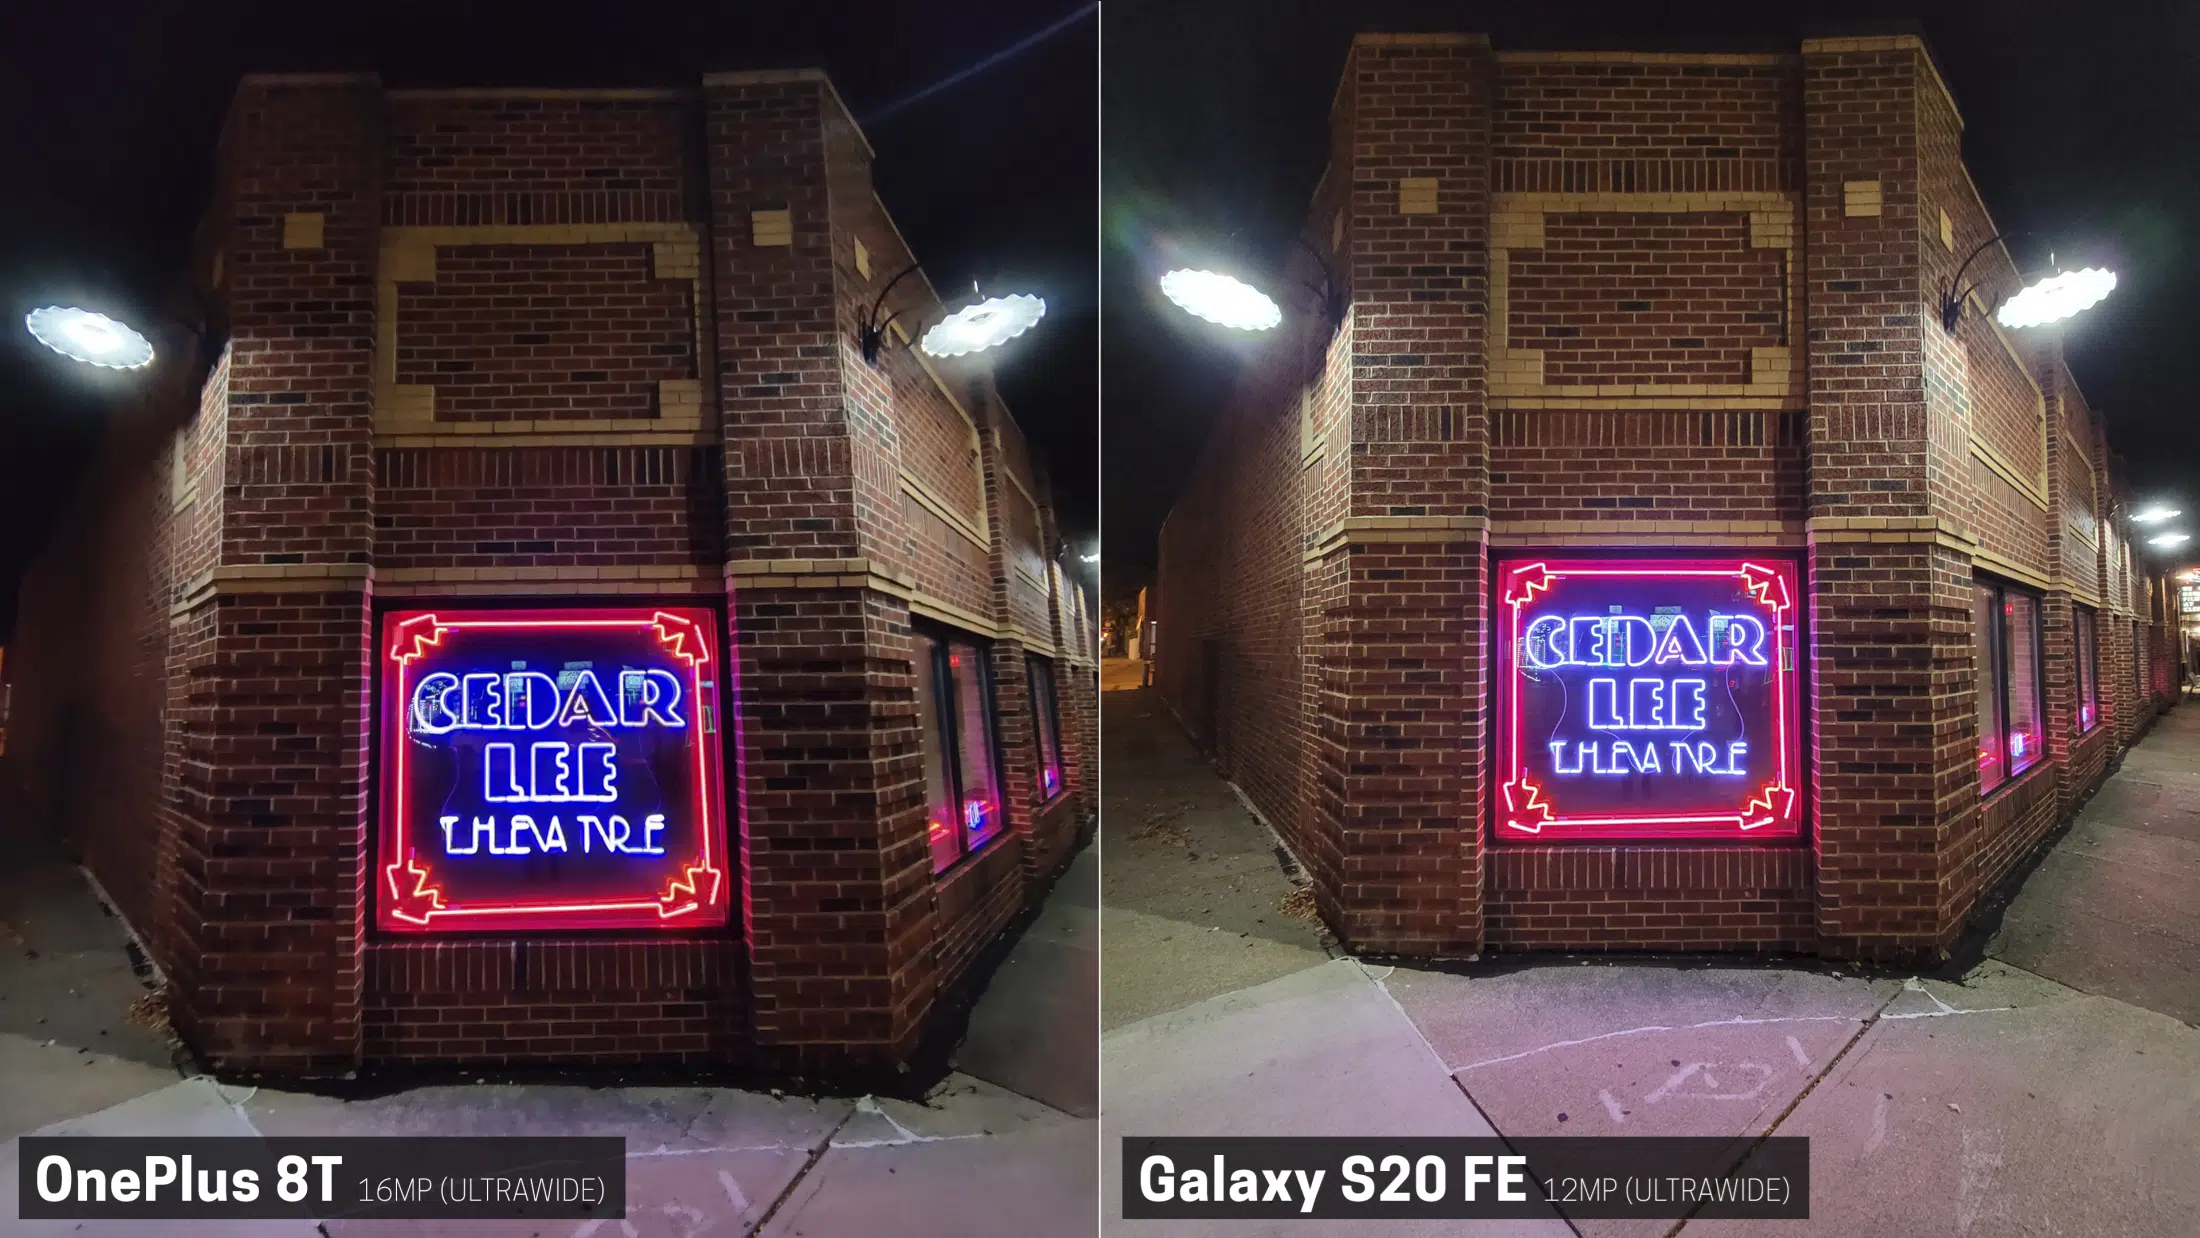 CEDAR
LEE
THEATRE
OnePlus 8T 16MP (ULTRAWIDE)
CEDAR
LEE
THEATRE
Galaxy S20 FE 12MP (ULTRAWIDE)